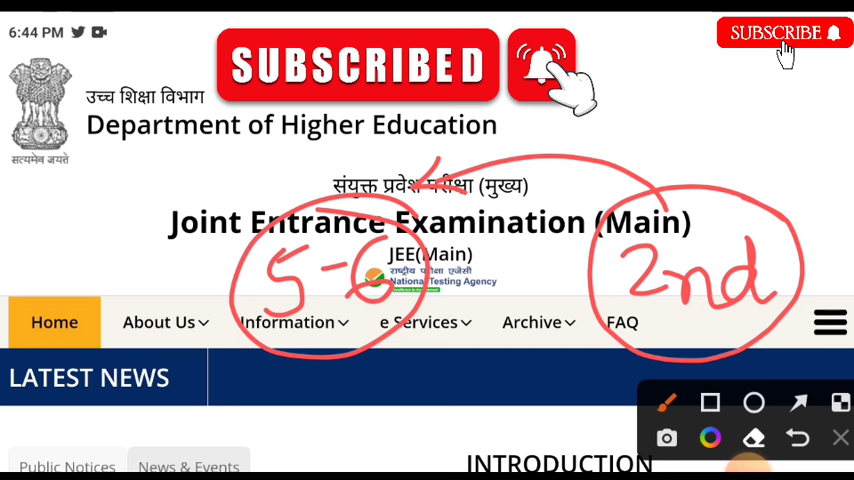 6:44 PM
SUBSCRIBE
SUBSCRIBED
उच्च शिक्षा विभाग
Department of Higher Education
सत्यमेव जयते
संयुक्त प्रवेश परीक्षा (मुख्य)
Joint Entrance Examination (Main)
JEE(Main)
राष्ट्रीय परीक्षा एजेंसी
National Testing Agency
5-6
2nd
Home About Us Information e Services Archive FAQ
LATEST NEWS
Public Notices News & Events
INTRODUCTION